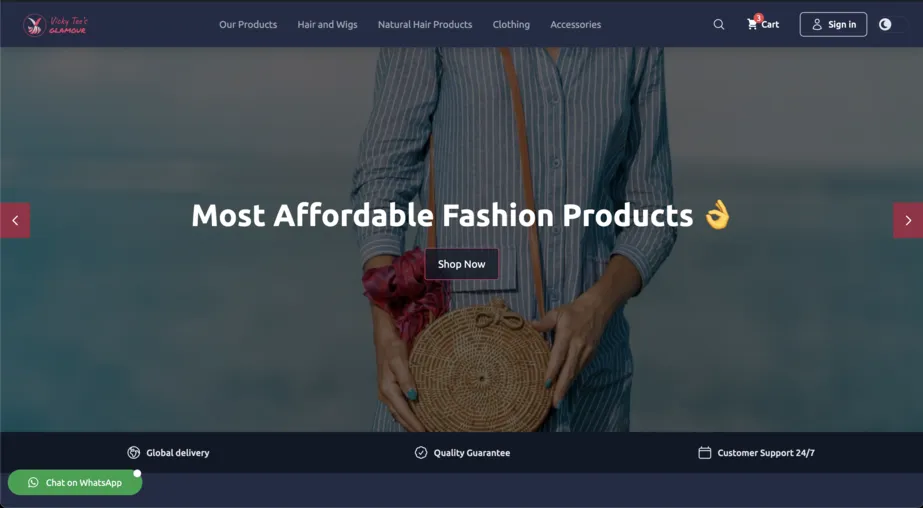 Vicky Tee's
GLAMOUR
Our Products
Hair and Wigs
Natural Hair Products
Clothing
Accessories
3
Cart
Sign in
Most Affordable Fashion Products 👌
Shop Now
Global delivery
Quality Guarantee
Customer Support 24/7
Chat on WhatsApp